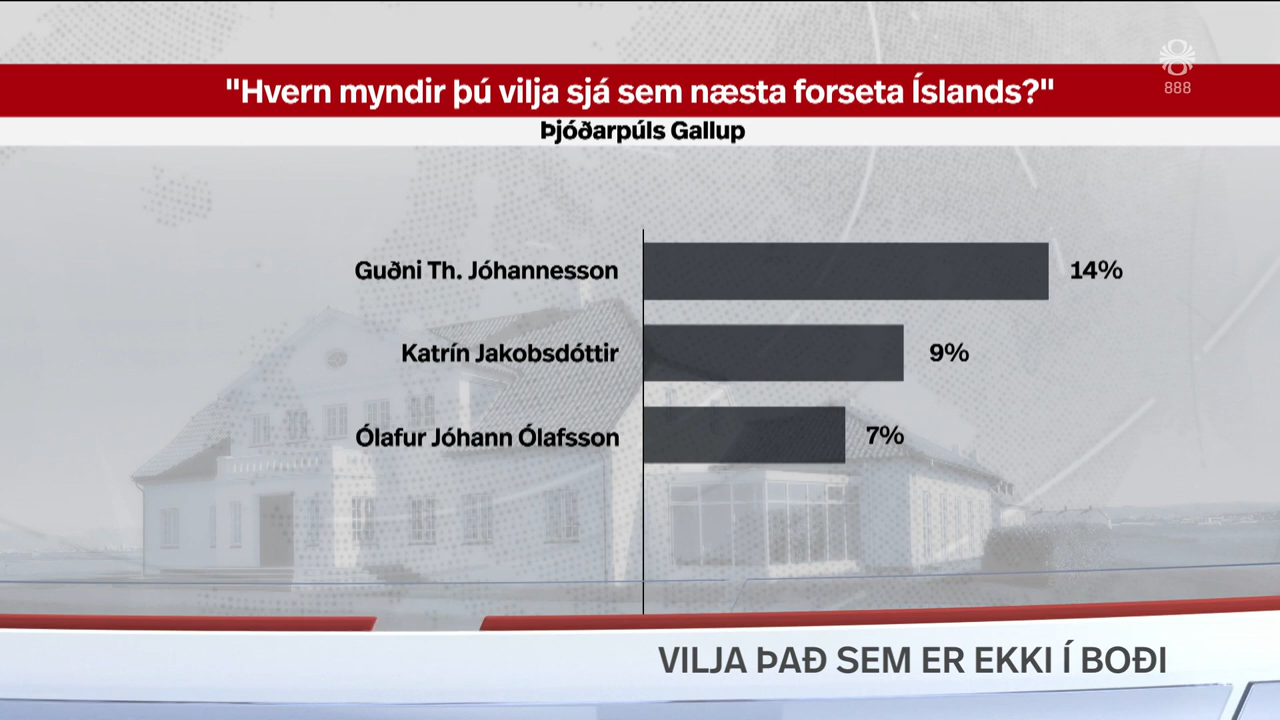 "Hvern myndir þú vilja sjá sem næsta forseta Íslands?"
888
Þjóðarpúls Gallup
Guðni Th. Jóhannesson 14%
Katrín Jakobsdóttir 9%
Ólafur Jóhann Ólafsson 7%
VILJA ÞAÐ SEM ER EKKI Í BOÐI